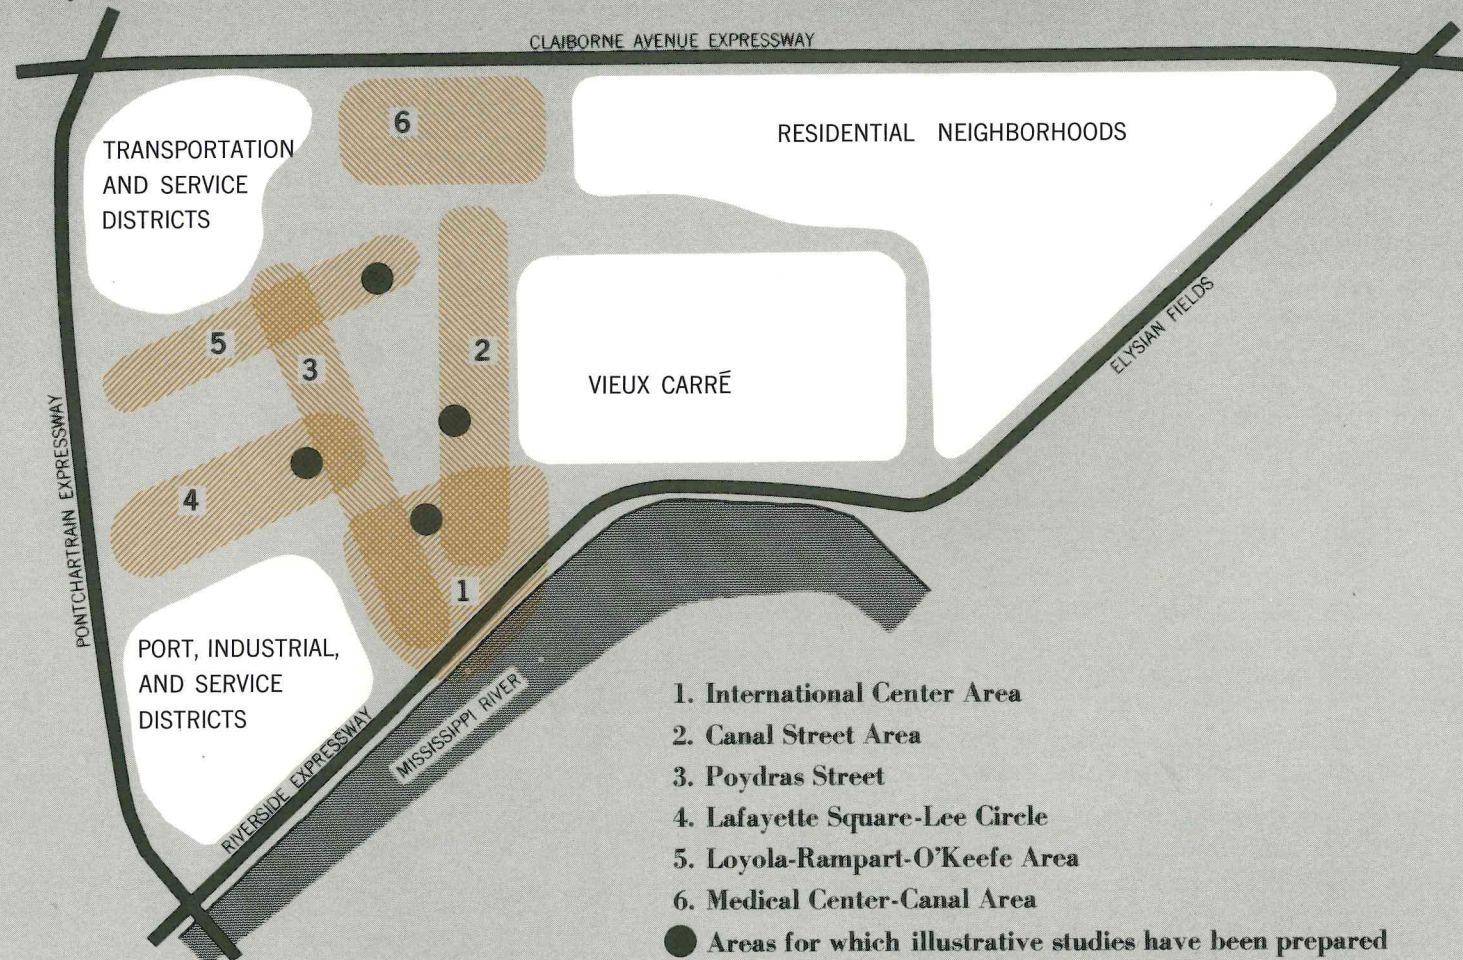 CLAIBORNE AVENUE EXPRESSWAY
6
RESIDENTIAL NEIGHBORHOODS
TRANSPORTATION
AND SERVICE
DISTRICTS
5
3
2
VIEUX CARRÉ
ELYSIAN FIELDS
PONTCHARTRAIN EXPRESSWAY
4
1
PORT, INDUSTRIAL,
AND SERVICE
DISTRICTS
RIVERSIDE EXPRESSWAY
MISSISSIPPI RIVER
1. International Center Area
2. Canal Street Area
3. Poydras Street
4. Lafayette Square-Lee Circle
5. Loyola-Rampart-O'Keefe Area
6. Medical Center-Canal Area
Areas for which illustrative studies have been prepared